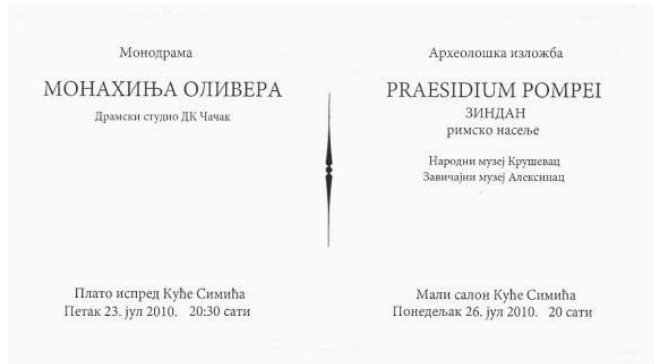 Монодрама
МОНАХИЊА ОЛИВЕРА
Драмски студио ДК Чачак
Плато испред Куће Симића
Петак 23. јул 2010. 20:30 сати
Археолошка изложба
PRAESIDIUM POMPEI
ЗИНДАН
римско насеље
Народни музеј Крушевац
Завичајни музеј Алексинац
Мали салон Куће Симића
Понедељак 26. јул 2010. 20 сати